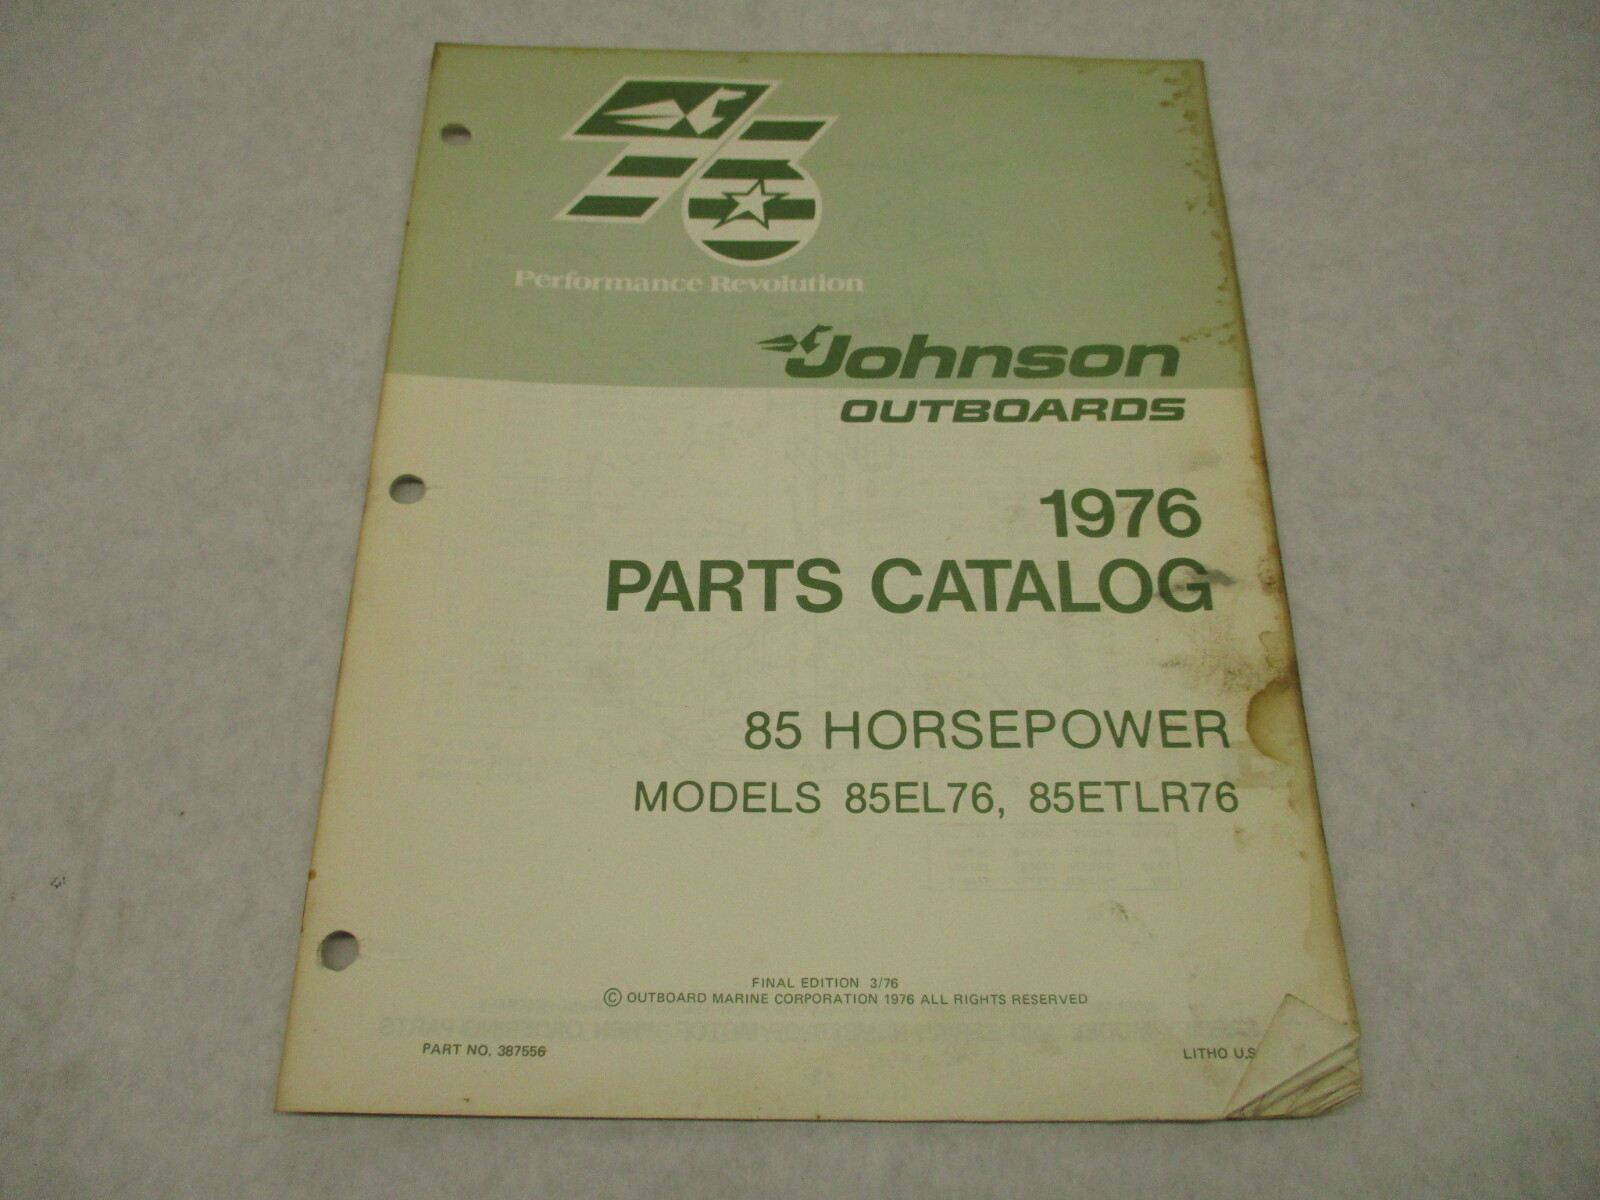 76
Performance Revolution
Johnson
OUTBOARDS
1976
PARTS CATALOG
85 HORSEPOWER
MODELS 85EL76, 85ETLR76
FINAL EDITION 3/76
© OUTBOARD MARINE CORPORATION 1976 ALL RIGHTS RESERVED
PART NO. 387556
LITHO U.S